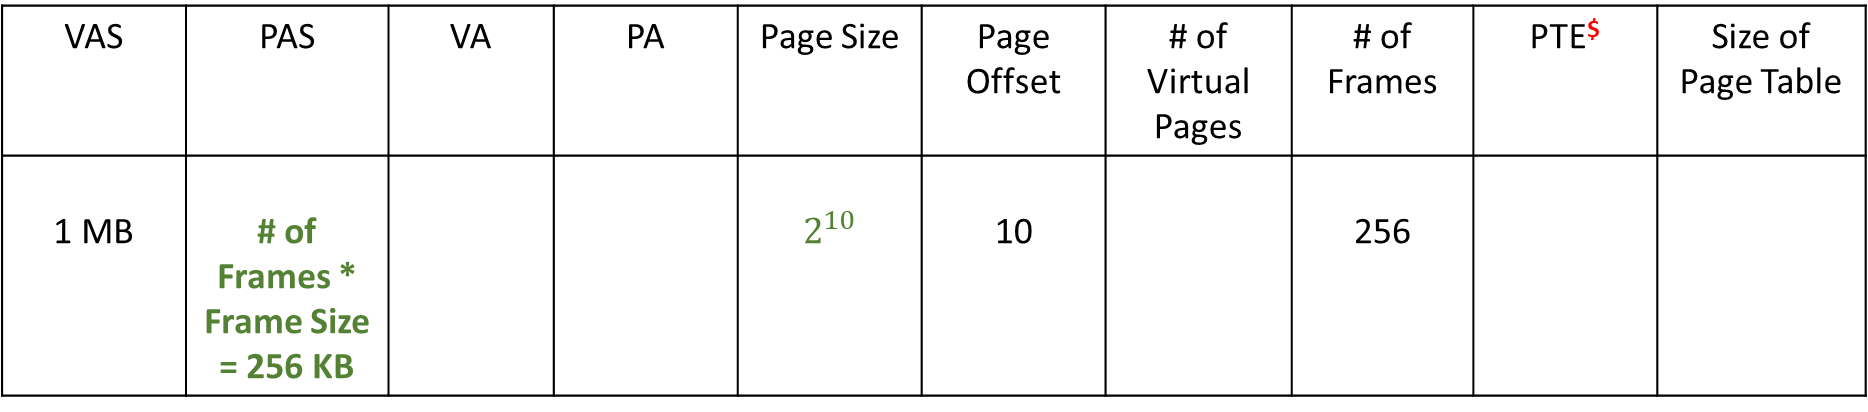 VAS PAS VA PA Page Size Page # of # of PTE$ Size of
Offset Virtual Frames Page Table
Pages
1 MB # of 2^10 10 256
Frames *
Frame Size
= 256 KB